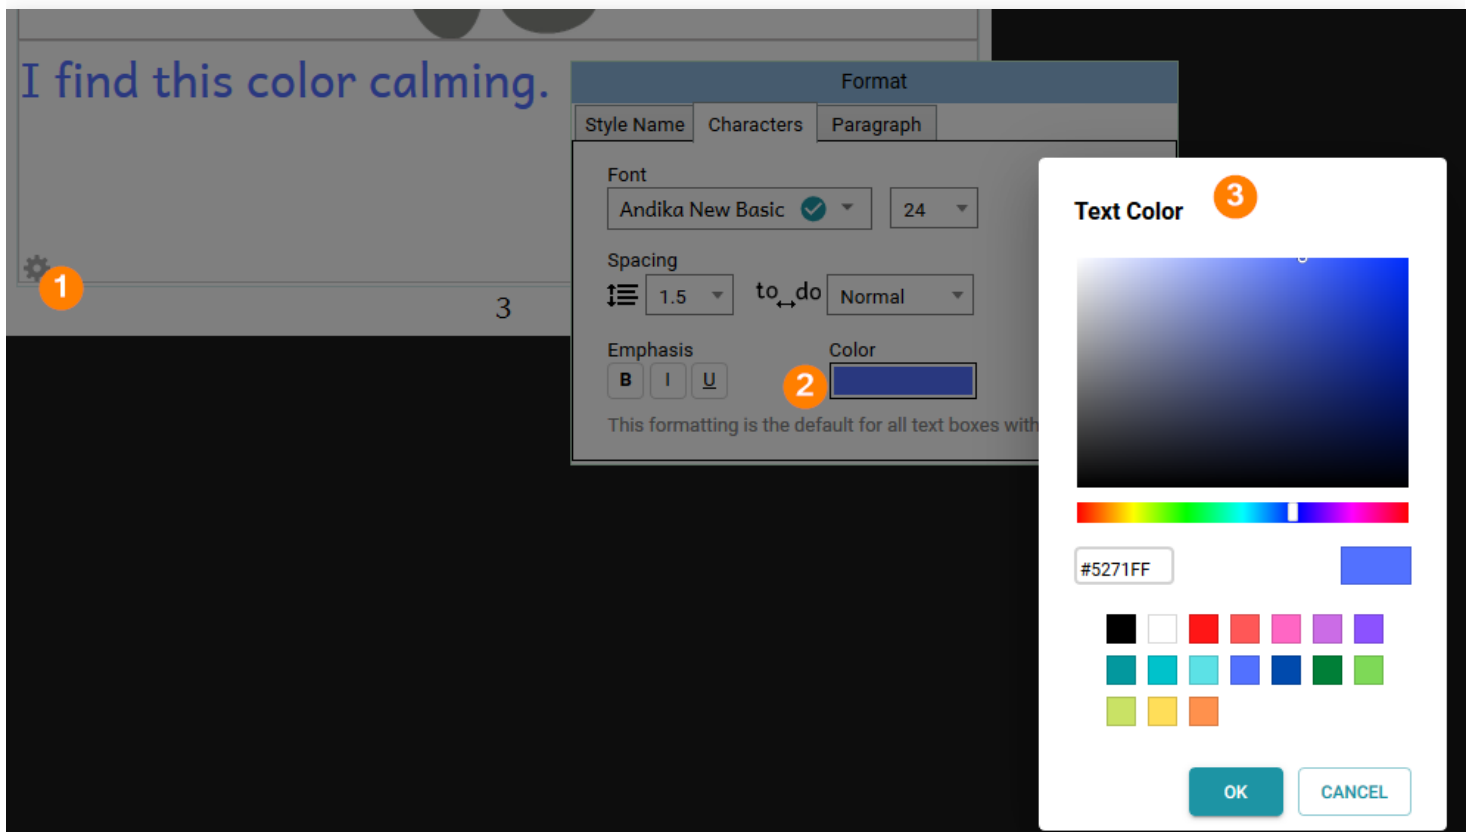 I find this color calming.
1
3
Format
Style Name Characters Paragraph
Font
Andika New Basic 24
Spacing
1.5 to do Normal
Emphasis Color
B I U
2
This formatting is the default for all text boxes with
Text Color 3
#5271FF
OK CANCEL